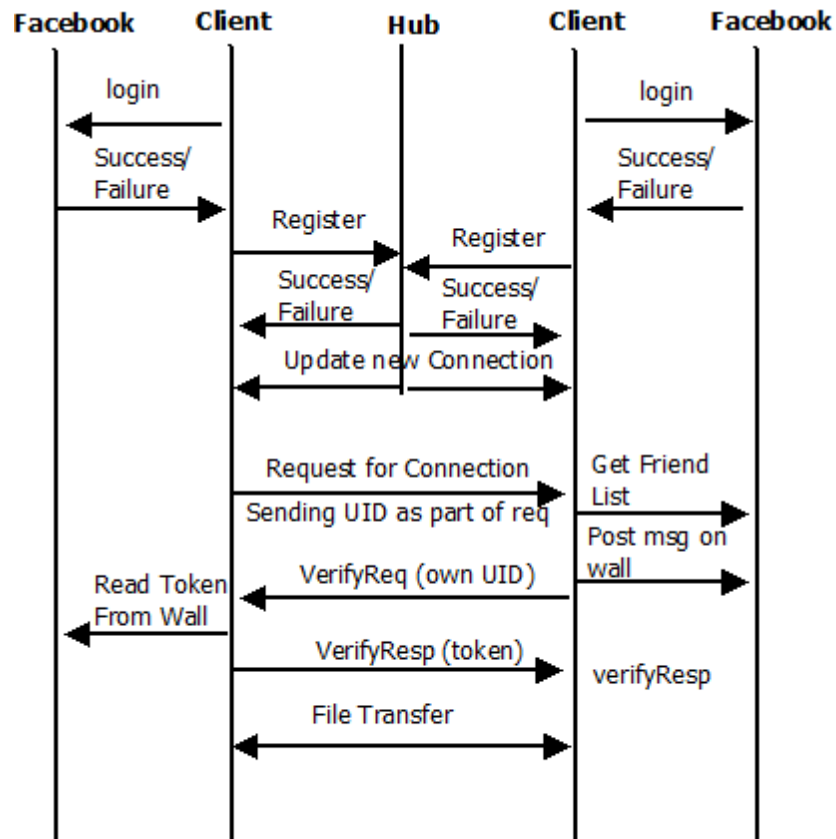 Facebook Client Hub Client Facebook
login login
Success/ Success/
Failure Failure
Register
Register
Success/
Failure
Success/
Failure
Update new Connection
Request for Connection
Sending UID as part of req
Get Friend
List
Post msg on
wall
VerifyReq (own UID)
Read Token
From Wall
VerifyResp (token)
verifyResp
File Transfer